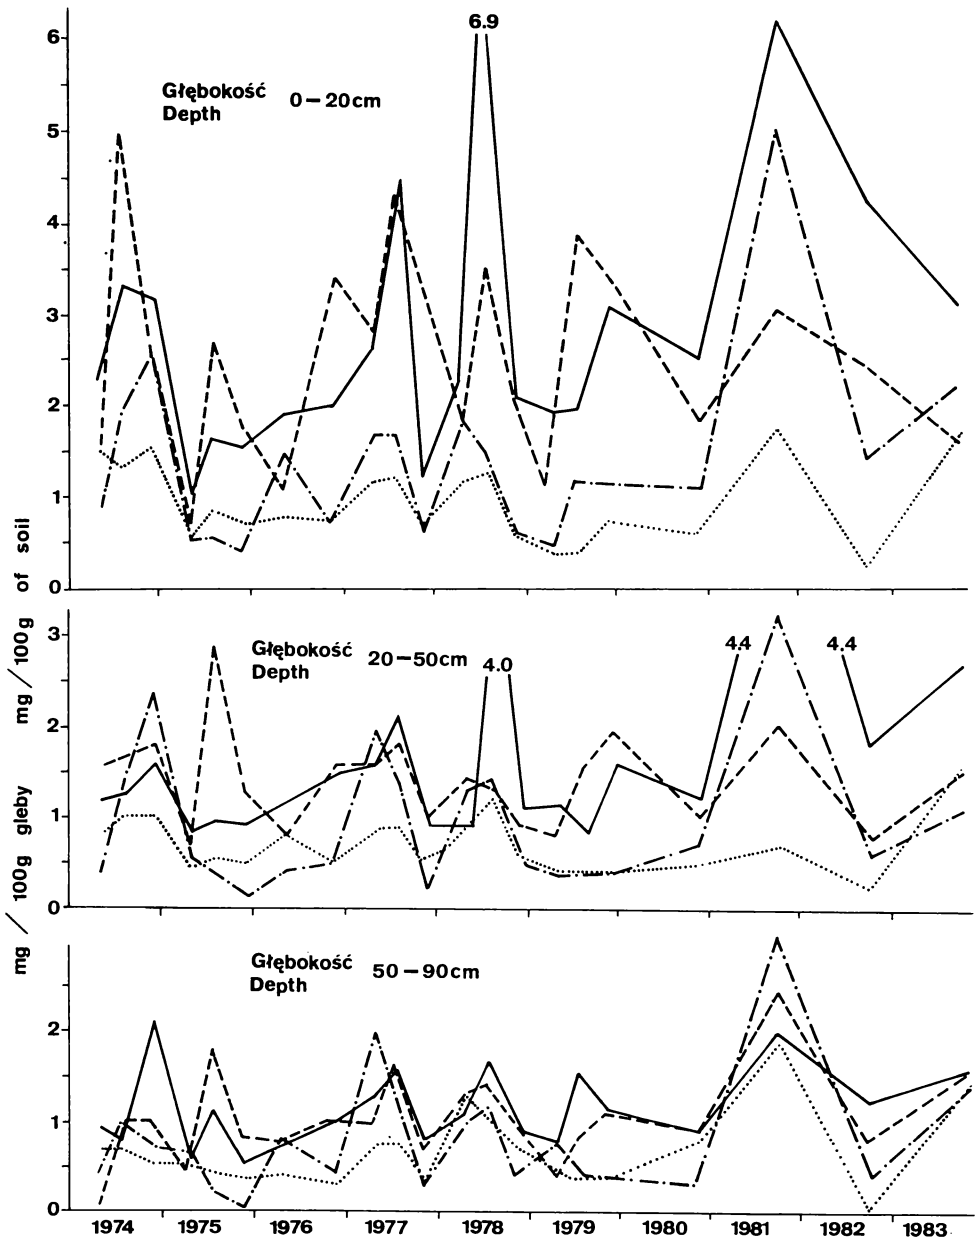 6.9
6
Głębokość 0–20cm
Depth
5
4
3
2
1
0
mg/100g gleby mg/100g of soil
3
Głębokość 20–50cm
Depth
4.0
44
4.4
2
1
0
Głębokość 50–90cm
Depth
2
1
0
1974 1975 1976 1977 1978 1979 1980 1981 1982 1983